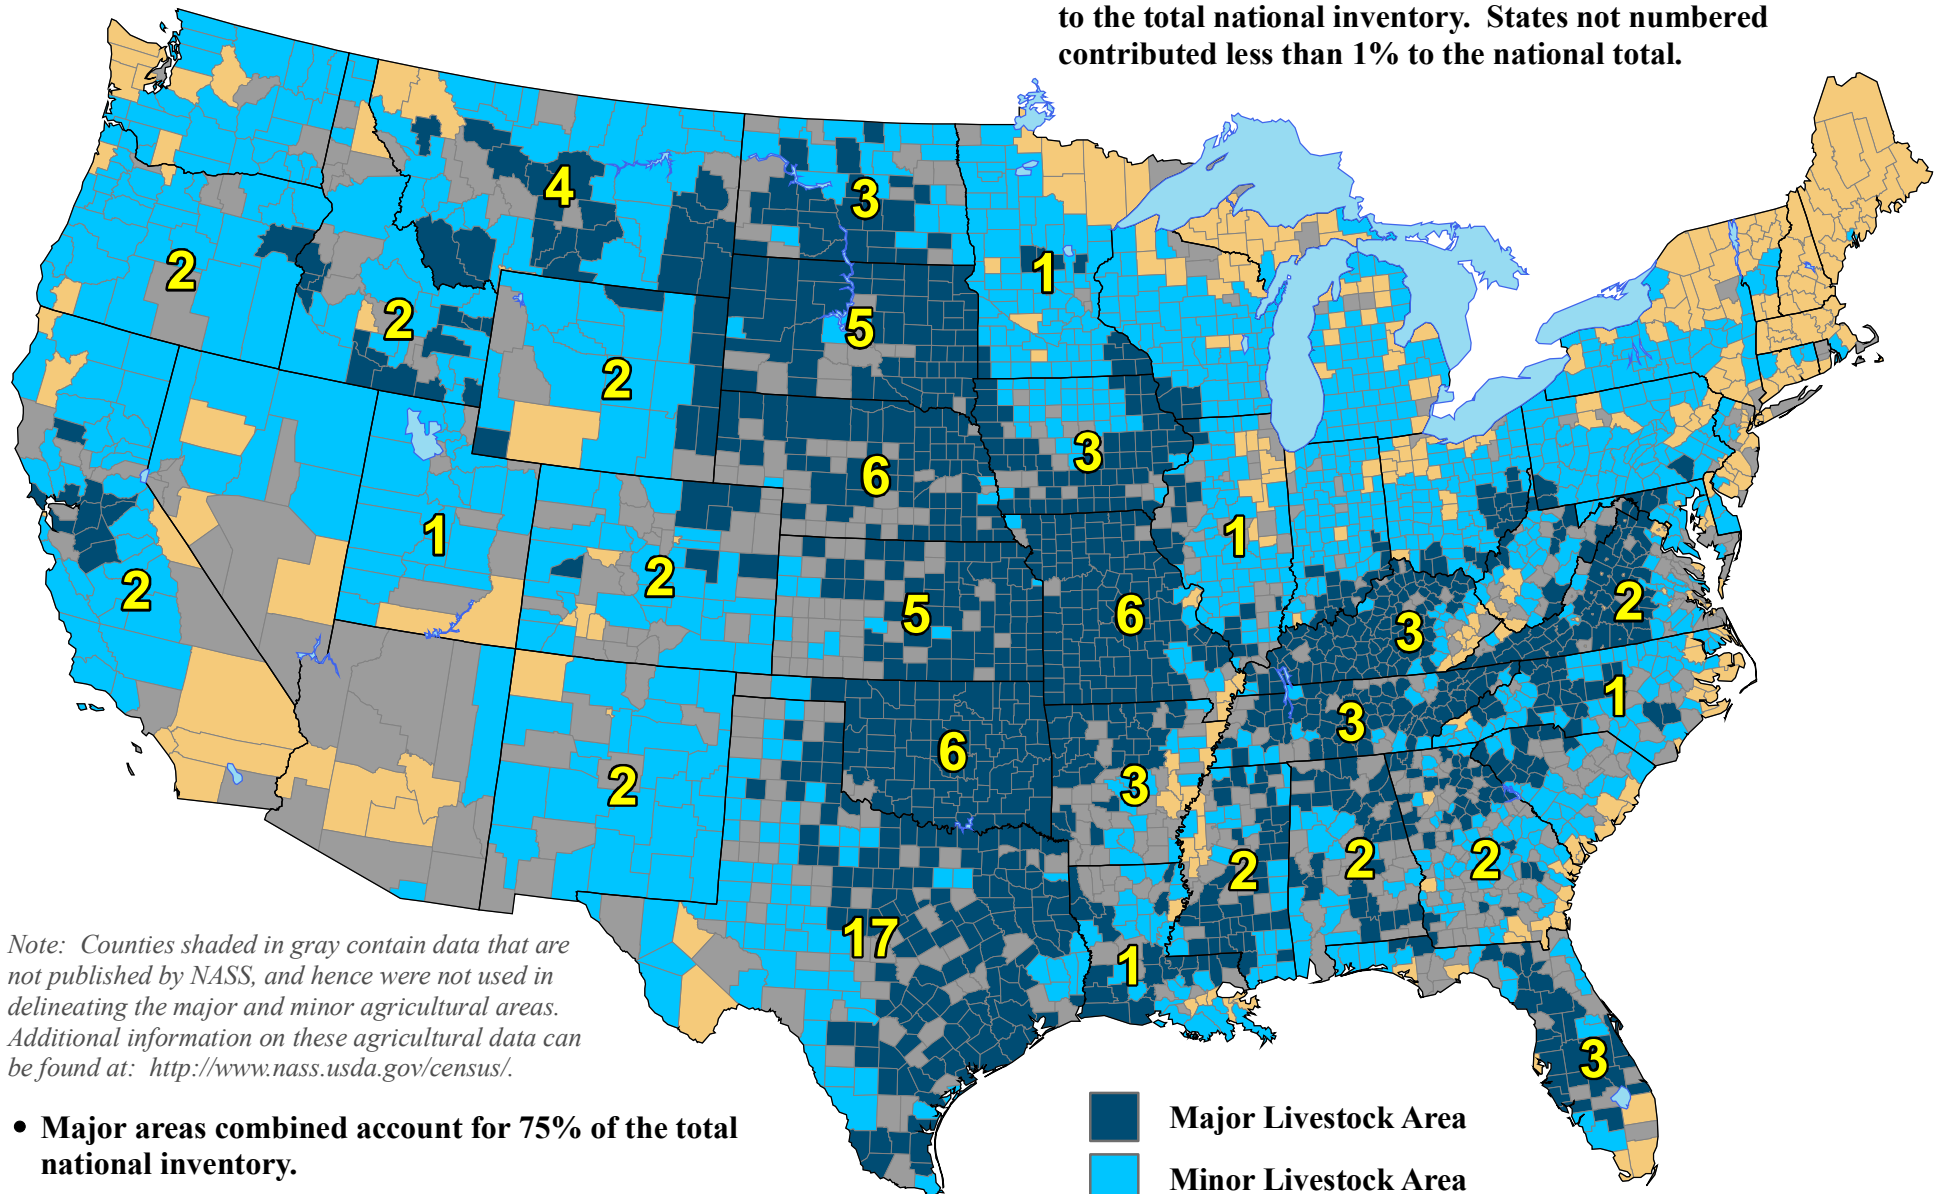 to the total national inventory.  States not numbered
contributed less than 1% to the national total.
4
3
2
1
2
5
2
3
6
1
1
2
2
2
5
6
3
2
3
1
6
3
2
3
2
2
2
17
1
3
Note:  Counties shaded in gray contain data that are
not published by NASS, and hence were not used in
delineating the major and minor agricultural areas.
Additional information on these agricultural data can
be found at:  http://www.nass.usda.gov/census/.
• Major areas combined account for 75% of the total
national inventory.
Major Livestock Area
Minor Livestock Area